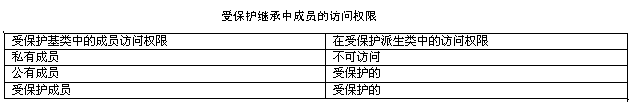 受保护继承中成员的访问权限
受保护基类中的成员访问权限 在受保护派生类中的访问权限
私有成员 不可访问
公有成员 受保护的
受保护成员 受保护的